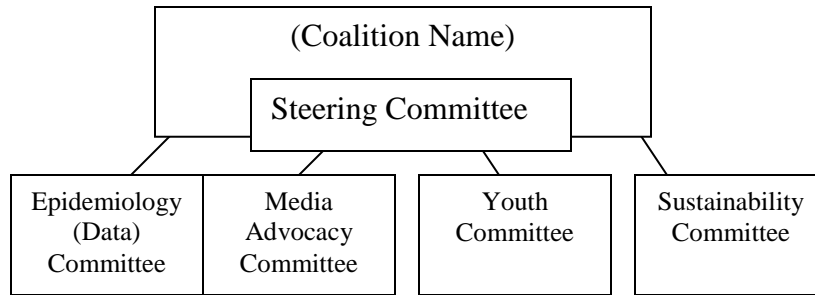 (Coalition Name)
Steering Committee
Epidemiology
(Data)
Committee
Media
Advocacy
Committee
Youth
Committee
Sustainability
Committee